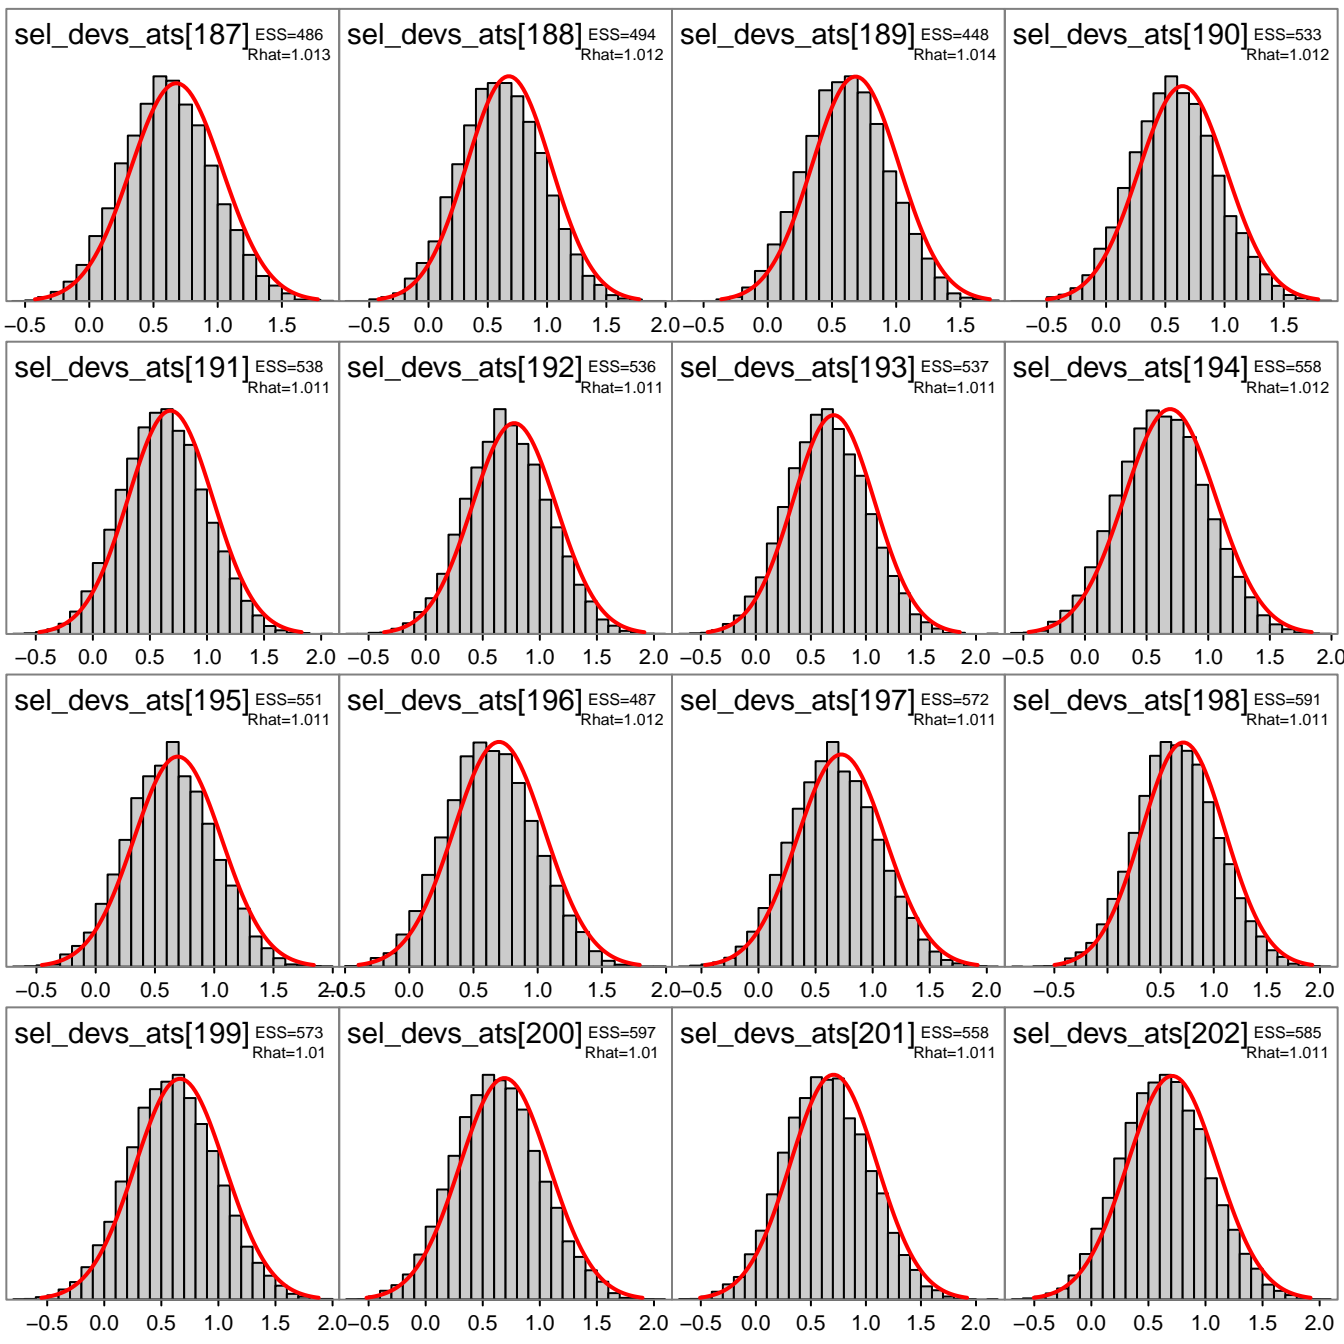 sel_devs_ats[187] ESS=486
Rhat=1.013
sel_devs_ats[188] ESS=494
Rhat=1.012
sel_devs_ats[189] ESS=448
Rhat=1.014
sel_devs_ats[190] ESS=533
Rhat=1.012
−0.5 0.0 0.5 1.0 1.5
0.0 0.5 1.0 1.5 2.0
0.0 0.5 1.0 1.5
−0.5 0.0 0.5 1.0 1.5
sel_devs_ats[191] ESS=538
Rhat=1.011
sel_devs_ats[192] ESS=536
Rhat=1.011
sel_devs_ats[193] ESS=537
Rhat=1.011
sel_devs_ats[194] ESS=558
Rhat=1.012
−0.5 0.0 0.5 1.0 1.5 2.0
−0.5 0.0 0.5 1.0 1.5 2.0
−0.5 0.0 0.5 1.0 1.5 2.0
−0.5 0.0 0.5 1.0 1.5 2.0
sel_devs_ats[195] ESS=551
Rhat=1.011
sel_devs_ats[196] ESS=487
Rhat=1.012
sel_devs_ats[197] ESS=572
Rhat=1.011
sel_devs_ats[198] ESS=591
Rhat=1.011
−0.5 0.0 0.5 1.0 1.5 2.0
0.0 0.5 1.0 1.5 2.0
−0.5 0.0 0.5 1.0 1.5 2.0
−0.5 0.5 1.0 1.5 2.0
sel_devs_ats[199] ESS=573
Rhat=1.01
sel_devs_ats[200] ESS=597
Rhat=1.01
sel_devs_ats[201] ESS=558
Rhat=1.011
sel_devs_ats[202] ESS=585
Rhat=1.011
−0.5 0.0 0.5 1.0 1.5 2.0
−0.5 0.0 0.5 1.0 1.5 2.0
−0.5 0.0 0.5 1.0 1.5 2.0
−0.5 0.0 0.5 1.0 1.5 2.0